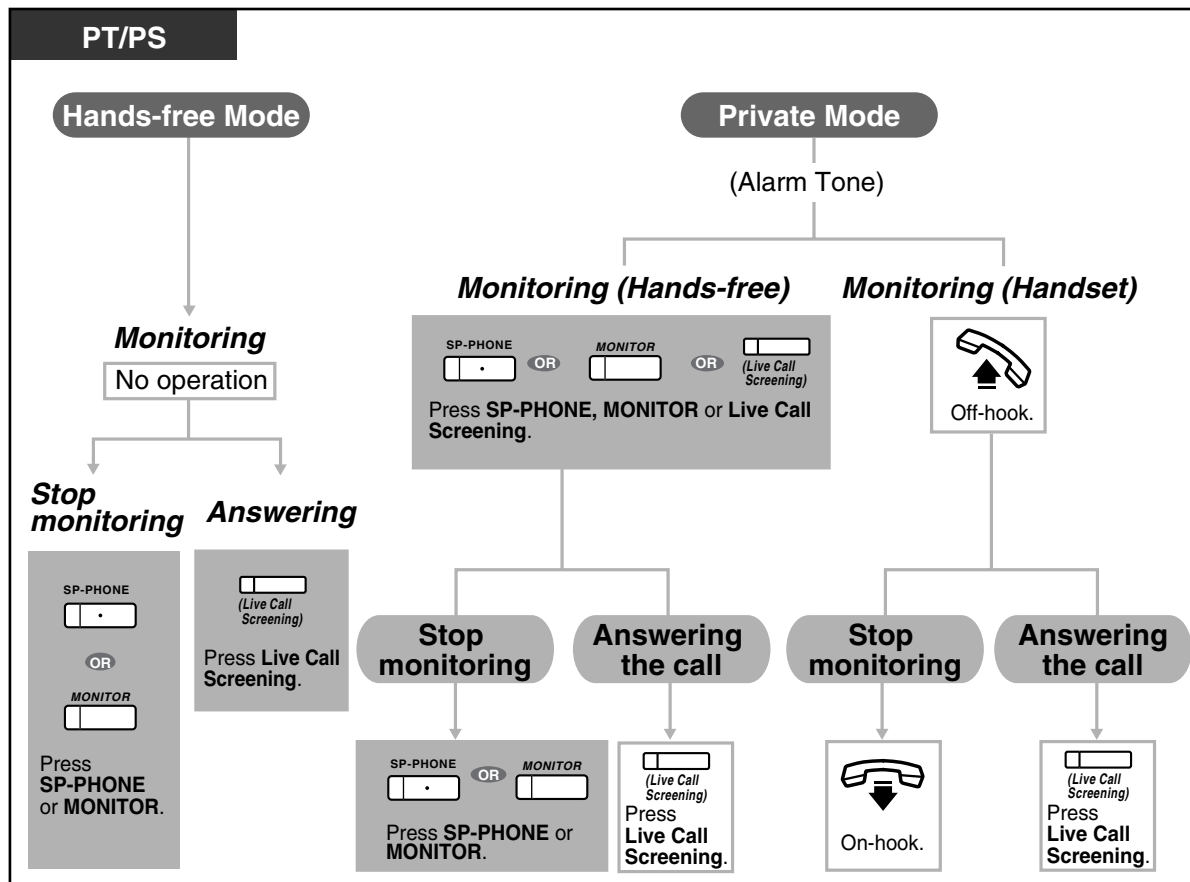 PT/PS
Hands-free Mode
Monitoring
No operation
Stop
monitoring
SP-PHONE
OR
MONITOR
Press
SP-PHONE
or MONITOR.
Answering
(Live Call
Screening)
Press Live Call
Screening.
Private Mode
(Alarm Tone)
Monitoring (Hands-free)
SP-PHONE OR MONITOR OR (Live Call
Screening)
Press SP-PHONE, MONITOR or Live Call
Screening.
Stop
monitoring
SP-PHONE OR MONITOR
Press SP-PHONE or
MONITOR.
Answering
the call
(Live Call
Screening)
Press
Live Call
Screening.
Monitoring (Handset)
Off-hook.
Stop
monitoring
On-hook.
Answering
the call
(Live Call
Screening)
Press
Live Call
Screening.